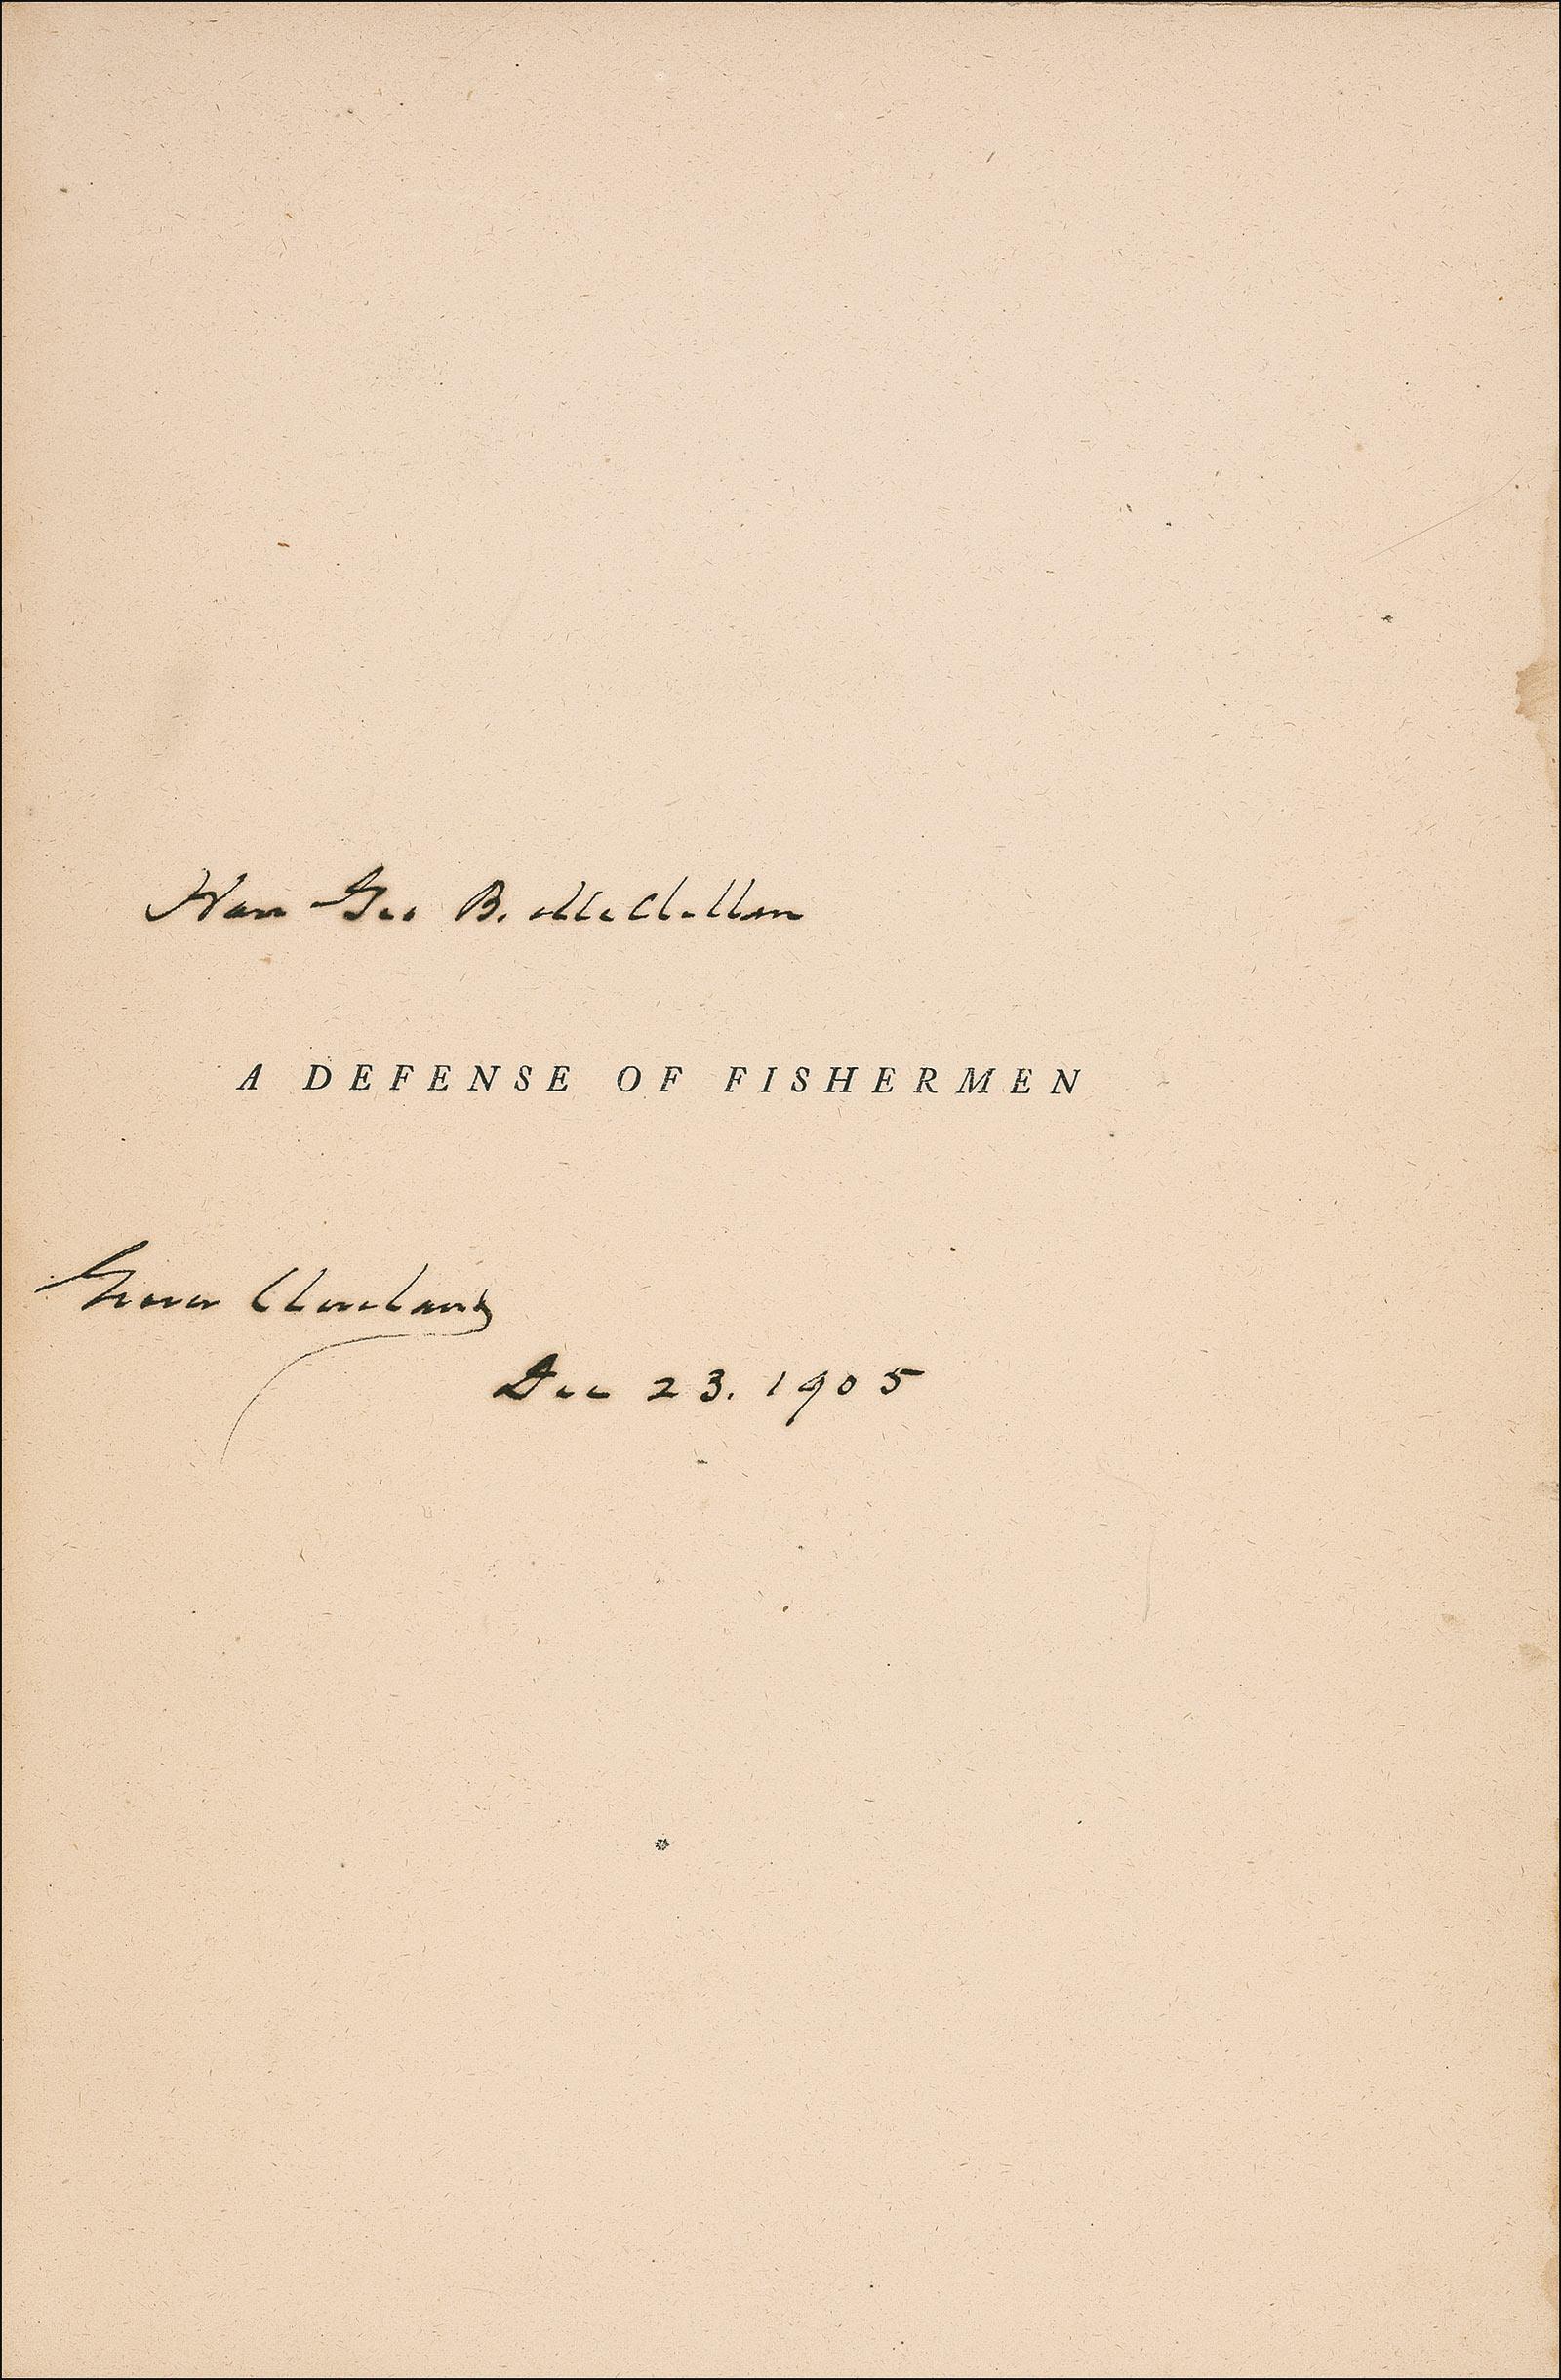 Hon Geo B. McClellan
A DEFENSE OF FISHERMEN
Grover Cleveland
Dec 23. 1905